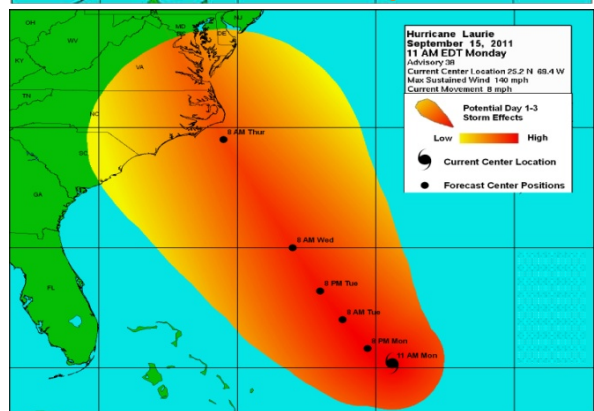 Hurricane Laurie
September 15, 2011
11 AM EDT Monday
Advisory 38
Current Center Location 25.2 N 69.4 W
Max Sustained Wind 140 mph
Current Movement 8 mph
Potential Day 1-3
Storm Effects
Low High
Current Center Location
Forecast Center Positions
OH
MD
NJ
DE
WV
KY
VA
TN
NC
SC
GA
FL
8 AM Thur
8 AM Wed
8 PM Tue
8 AM Tue
8 PM Mon
11 AM Mon